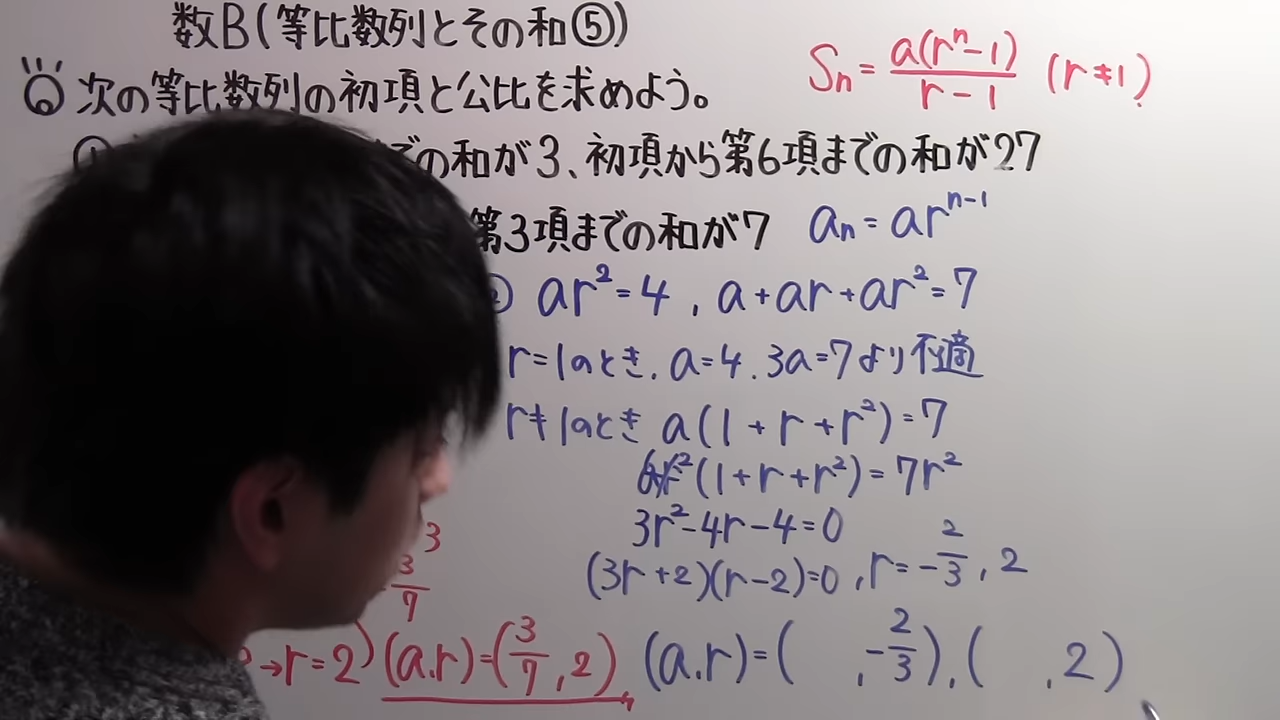 数B(等比数列とその和⑤)
Sn = a(r^n-1) / r-1 (r≠1)
次の等比数列の初項と公比を求めよう。
① での和が3、初項から第6項までの和が27
第3項までの和が7
an = ar^n-1
② ar²=4, a+ar+ar²=7
r=1のとき, a=4, 3a=7より不適
r≠1のとき a(1+r+r²)=7
(1+r+r²)=7r²
3r²-4r-4=0
(3r+2)(r-2)=0, r=-2/3, 2
3
3/7
→r=2) (a,r)=(3/7, 2)
(a,r)=( , -2/3), ( , 2)